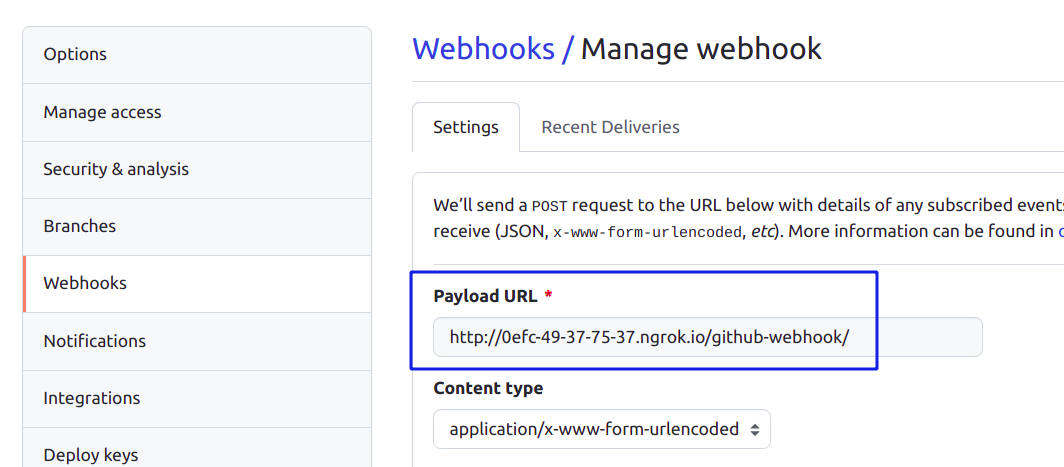 Options
Manage access
Security & analysis
Branches
Webhooks
Notifications
Integrations
Deploy keys
Webhooks / Manage webhook
Settings
Recent Deliveries
We’ll send a POST request to the URL below with details of any subscribed events
receive (JSON, x-www-form-urlencoded, etc). More information can be found in
Payload URL *
http://0efc-49-37-75-37.ngrok.io/github-webhook/
Content type
application/x-www-form-urlencoded